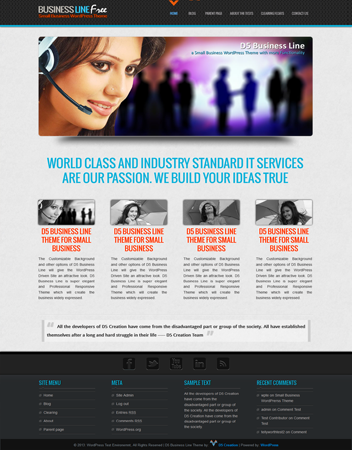 BUSINESS LINE Free
Small Business WordPress Theme
HOME BLOG PARENT PAGE ABOUT THE TESTS CONTACT US
D5 Business Line
a Small Business WordPress Theme with
WORLD CLASS AND INDUSTRY STANDARD IT SERVICES
ARE OUR PASSION. WE BUILD YOUR IDEAS TRUE
D5 BUSINESS LINE
THEME FOR SMALL
BUSINESS
The Customizable Background
and other options of D5 Business
Line will give the WordPress
Driven Site an attractive look. D5
Business Line is super elegant
and Professional Responsive
Theme which will create the
business widely expressed.
D5 BUSINESS LINE
THEME FOR SMALL
BUSINESS
The Customizable Background
and other options of D5 Business
Line will give the WordPress
Driven Site an attractive look. D5
Business Line is super elegant
and Professional Responsive
Theme which will create the
business widely expressed.
D5 BUSINESS LINE
THEME FOR SMALL
BUSINESS
The Customizable Background
and other options of D5 Business
Line will give the WordPress
Driven Site an attractive look. D5
Business Line is super elegant
and Professional Responsive
Theme which will create the
business widely expressed.
D5 BUSINESS LINE
THEME FOR SMALL
BUSINESS
The Customizable Background
and other options of D5 Business
Line will give the WordPress
Driven Site an attractive look. D5
Business Line is super elegant
and Professional Responsive
Theme which will create the
business widely expressed.
All the developers of D5 Creation have come from the disadvantaged part or group of the society. All have established
themselves after a long and hard struggle in their life ---- D5 Creation Team
SITE MENU
Home
Blog
Clearing
About
Parent page
META
Site Admin
Log out
Entries RSS
Comments RSS
WordPress.org
SAMPLE TEXT
All the developers of D5
Creation have come from the
disadvantaged part or group of
the society. All the developers
of D5 Creation have come from
the disadvantaged part or group
of the society.
RECENT COMMENTS
on Small Business
WordPress Theme
admin on Comment Test
Test Contributor on Comment
Test
on Comment Test
© 2012. WordPress Test Environment. All Rights Reserved | D5 Business Line Theme by: D5 Creation | Powered by: WordPress